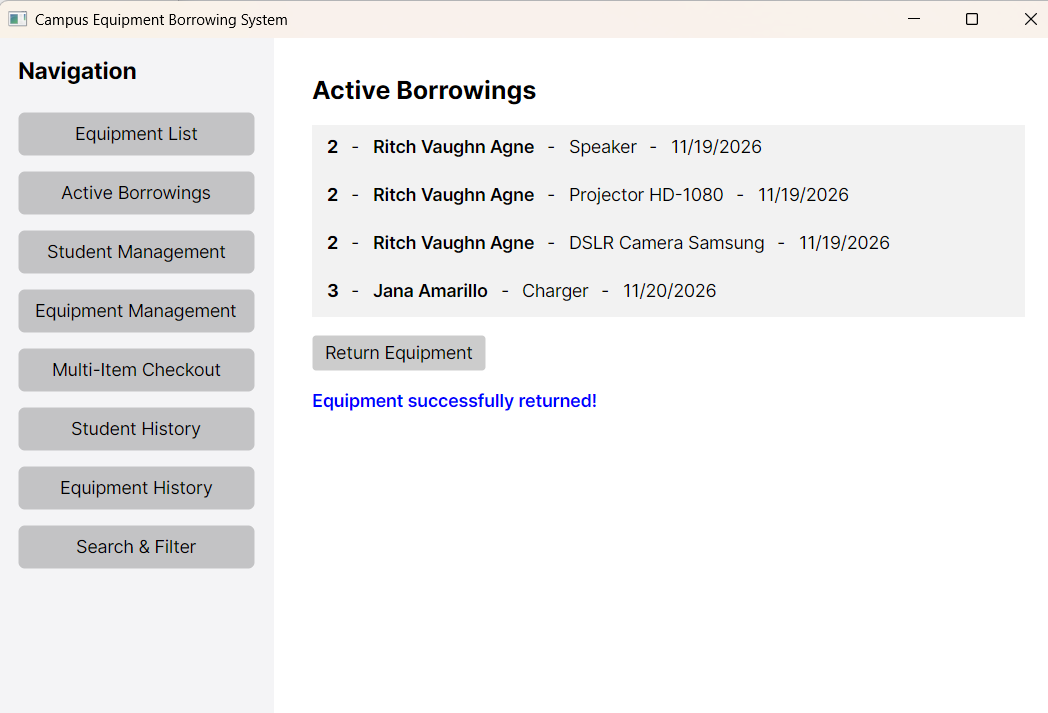 Campus Equipment Borrowing System
Navigation
Equipment List
Active Borrowings
Student Management
Equipment Management
Multi-Item Checkout
Student History
Equipment History
Search & Filter
Active Borrowings
2 - Ritch Vaughn Agne - Speaker - 11/19/2026
2 - Ritch Vaughn Agne - Projector HD-1080 - 11/19/2026
2 - Ritch Vaughn Agne - DSLR Camera Samsung - 11/19/2026
3 - Jana Amarillo - Charger - 11/20/2026
Return Equipment
Equipment successfully returned!